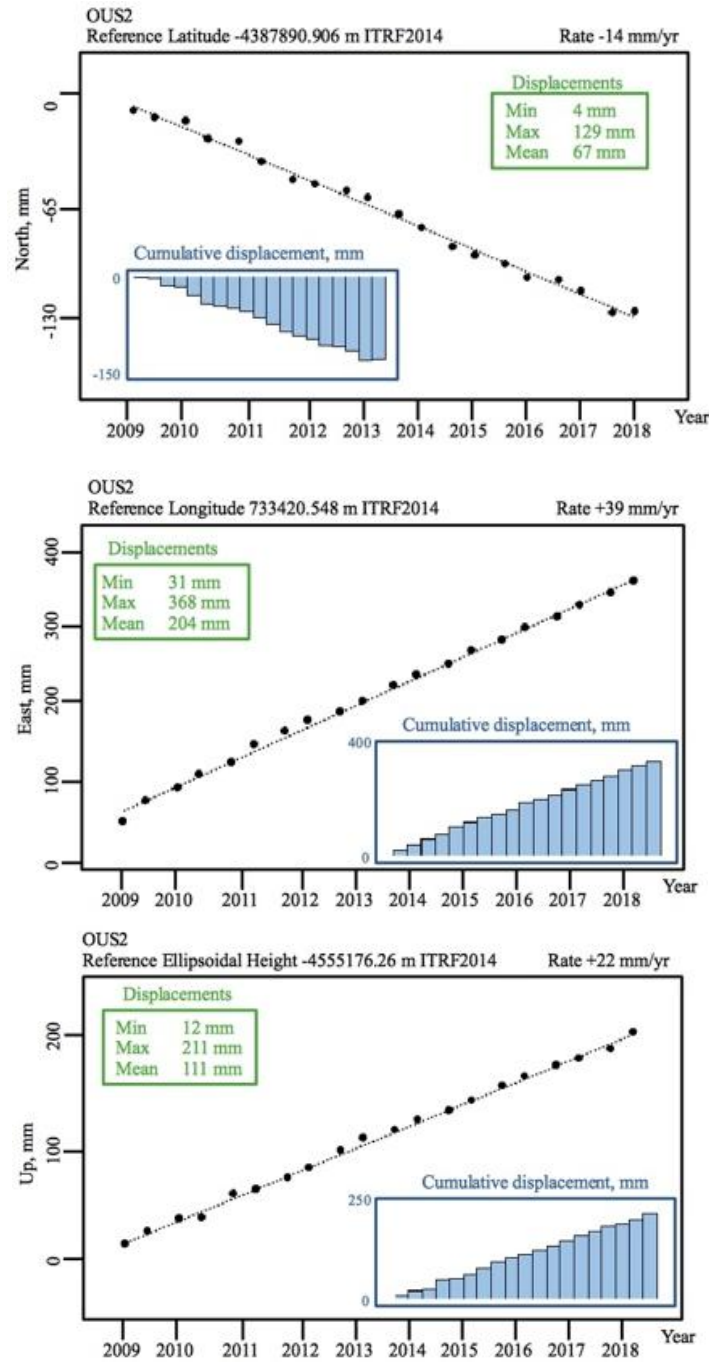 OUS2
Reference Latitude -4387890.906 m ITRF2014 Rate -14 mm/yr
Displacements
Min 4 mm
Max 129 mm
Mean 67 mm
North, mm
0
-65
-130
Cumulative displacement, mm
0
-150
2009 2010 2011 2012 2013 2014 2015 2016 2017 2018 Year
OUS2
Reference Longitude 733420.548 m ITRF2014 Rate +39 mm/yr
Displacements
Min 31 mm
Max 368 mm
Mean 204 mm
East, mm
400
300
200
100
0
Cumulative displacement, mm
400
0
2009 2010 2011 2012 2013 2014 2015 2016 2017 2018 Year
OUS2
Reference Ellipsoidal Height -4555176.26 m ITRF2014 Rate +22 mm/yr
Displacements
Min 12 mm
Max 211 mm
Mean 111 mm
Up, mm
200
100
0
Cumulative displacement, mm
250
0
2009 2010 2011 2012 2013 2014 2015 2016 2017 2018 Year